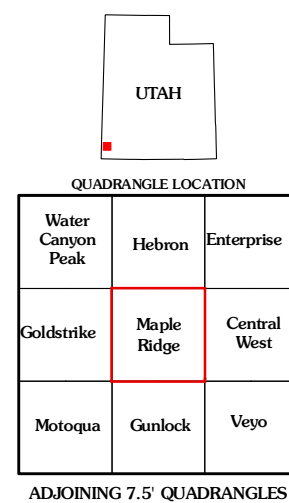 UTAH
QUADRANGLE LOCATION
Water
Canyon
Peak
Hebron
Enterprise
Goldstrike
Maple
Ridge
Central
West
Motoqua
Gunlock
Veyo
ADJOINING 7.5' QUADRANGLES